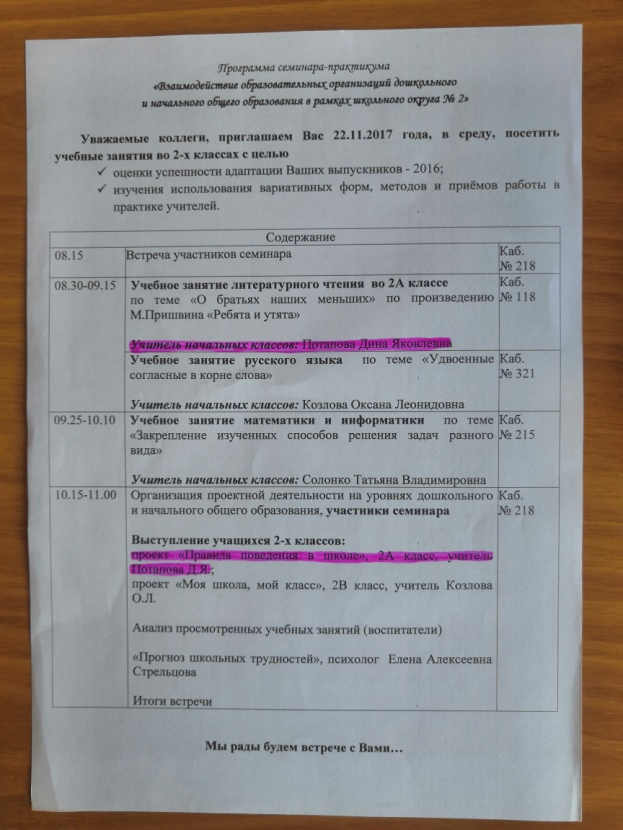 Программа семинара-практикума
«Взаимодействие образовательных организаций дошкольного
и начального общего образования в рамках школьного округа № 2»
Уважаемые коллеги, приглашаем Вас 22.11.2017 года, в среду, посетить
учебные занятия во 2-х классах с целью
✓ оценки успешности адаптации Ваших выпускников - 2016;
✓ изучения использования вариативных форм, методов и приёмов работы в
практике учителей.
Содержание
08.15
Встреча участников семинара
Каб.
№ 218
08.30-09.15
Учебное занятие литературного чтения во 2А классе
по теме «О братьях наших меньших» по произведению
М.Пришвина «Ребята и утята»
Учитель начальных классов: Потапова Дина Яковлевна
Каб.
№ 118
Учебное занятие русского языка по теме «Удвоенные
согласные в корне слова»
Учитель начальных классов: Козлова Оксана Леонидовна
Каб.
№ 321
09.25-10.10
Учебное занятие математики и информатики по теме
«Закрепление изученных способов решения задач разного
вида»
Учитель начальных классов: Солонко Татьяна Владимировна
Каб.
№ 215
10.15-11.00
Организация проектной деятельности на уровнях дошкольного
и начального общего образования, участники семинара
Выступление учащихся 2-х классов:
проект «Правила поведения в школе», 2А класс, учитель
Потапова Д.Я.;
проект «Моя школа, мой класс», 2В класс, учитель Козлова
О.Л.
Анализ просмотренных учебных занятий (воспитатели)
«Прогноз школьных трудностей», психолог Елена Алексеевна
Стрельцова
Итоги встречи
Каб.
№ 218
Мы рады будем встрече с Вами…